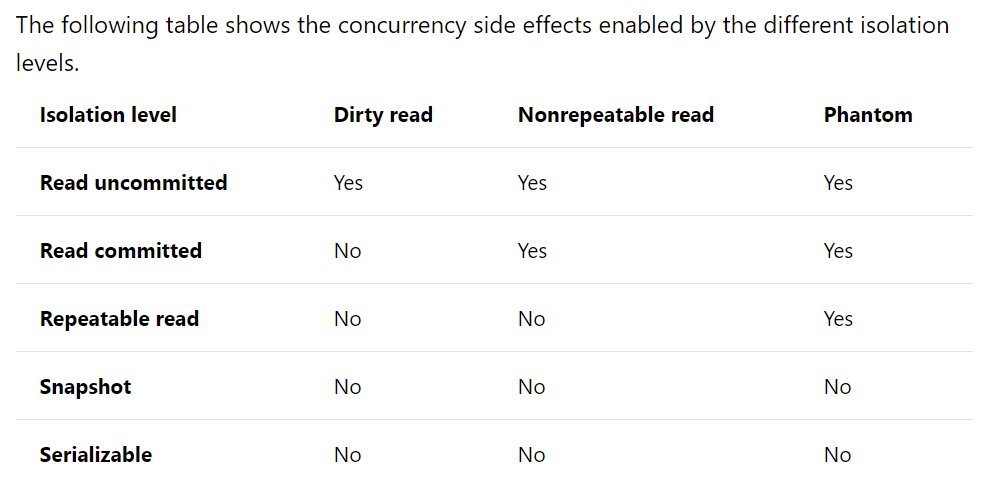 The following table shows the concurrency side effects enabled by the different isolation
levels.
Isolation level Dirty read Nonrepeatable read Phantom
Read uncommitted Yes Yes Yes
Read committed No Yes Yes
Repeatable read No No Yes
Snapshot No No No
Serializable No No No